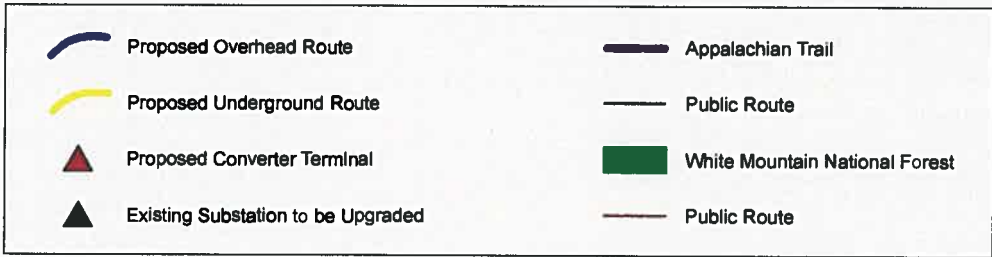 Proposed Overhead Route
Proposed Underground Route
Proposed Converter Terminal
Existing Substation to be Upgraded
Appalachian Trail
Public Route
White Mountain National Forest
Public Route